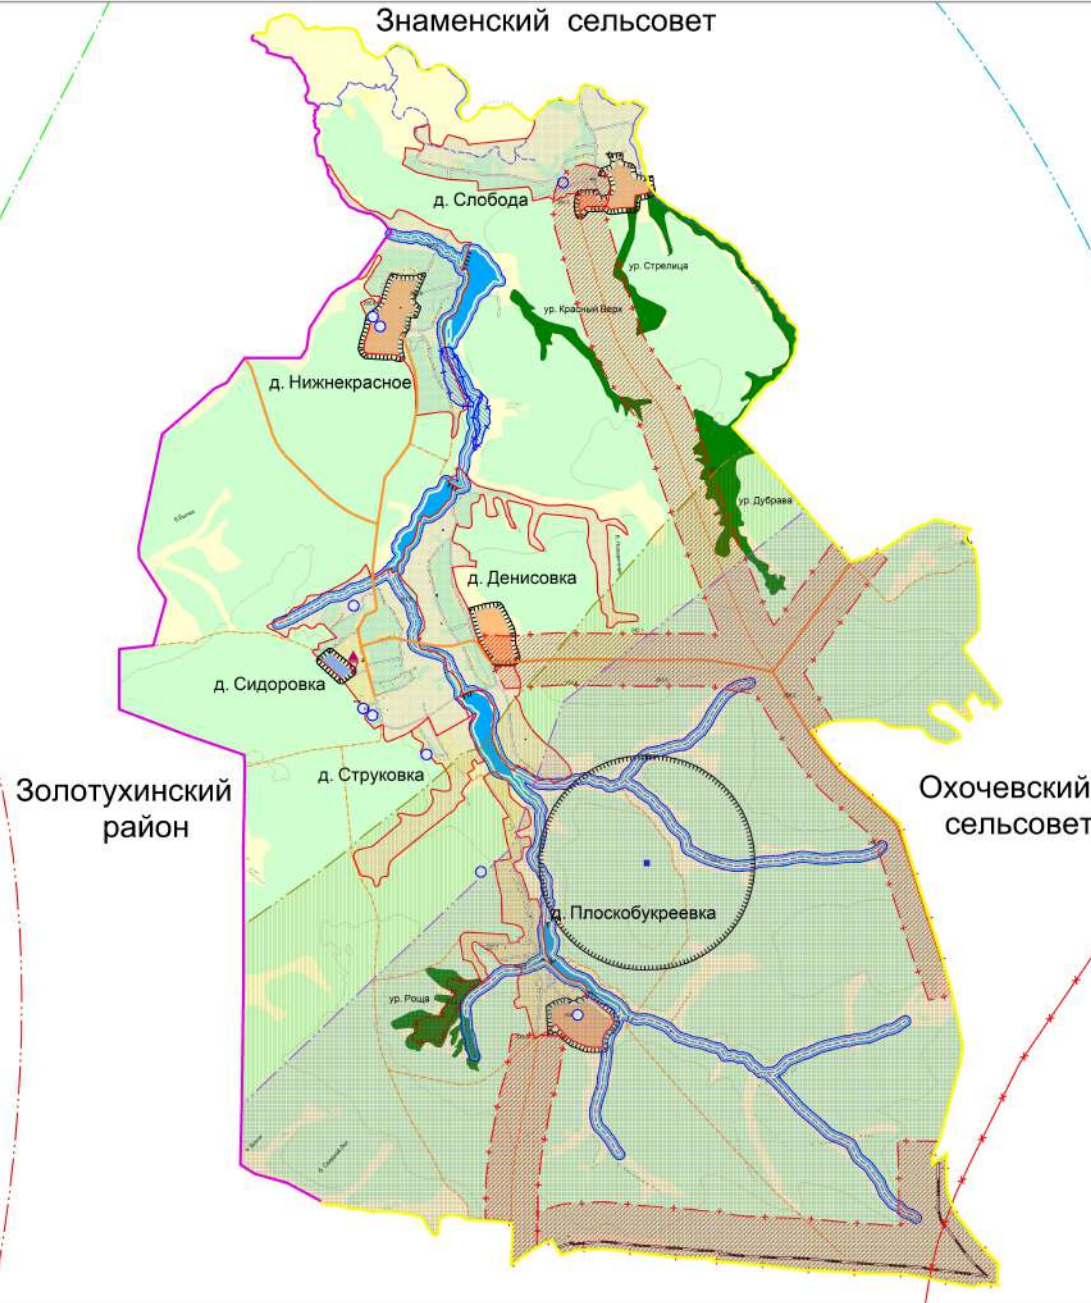 Знаменский сельсовет
д. Слобода
ур. Стрелица
ур. Красный Верх
д. Нижнекрасное
ур. Дубрава
д. Денисовка
д. Сидоровка
д. Струковка
Золотухинский
район
Охочевский
сельсовет
д. Плоскобукреевка
ур. Роща